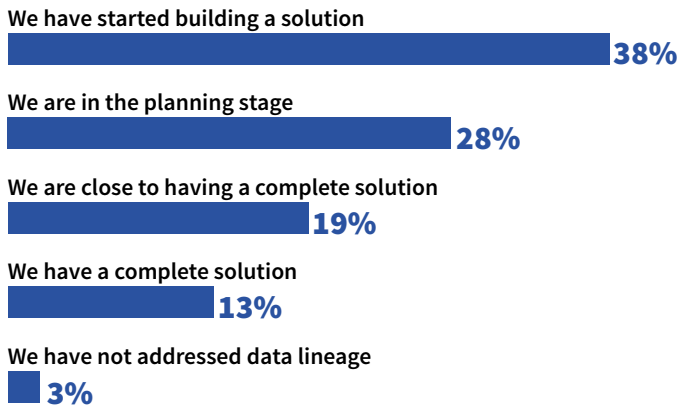 We have started building a solution
38%
We are in the planning stage
28%
We are close to having a complete solution
19%
We have a complete solution
13%
We have not addressed data lineage
3%